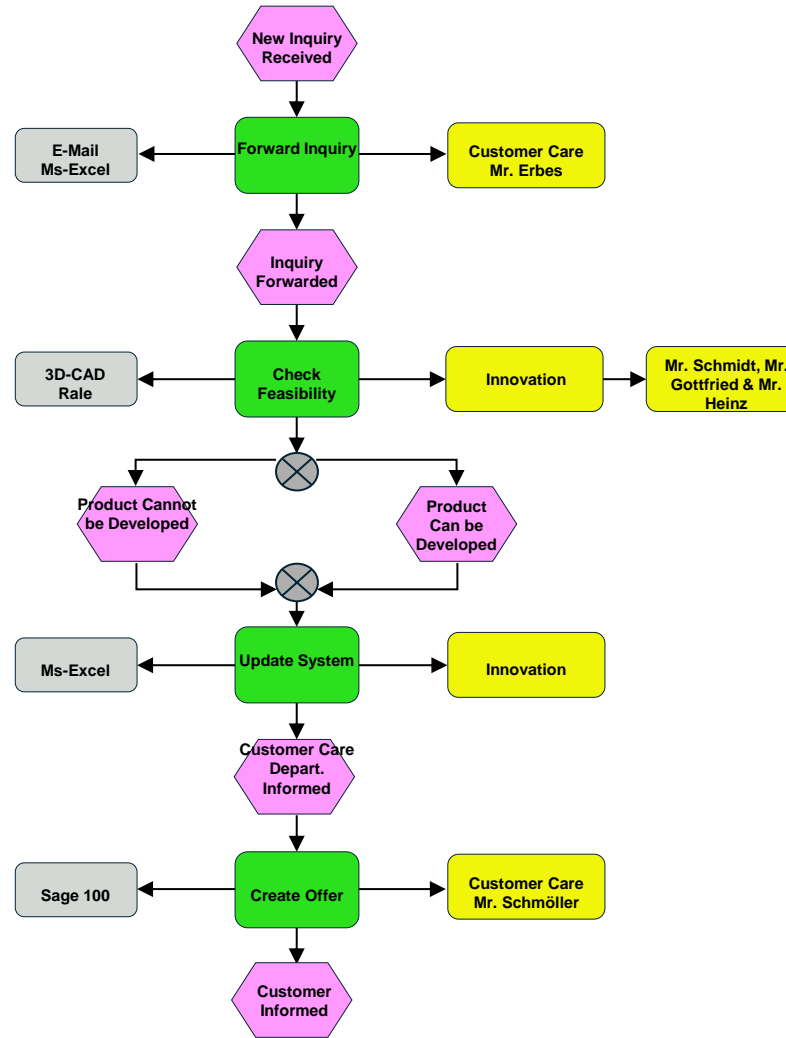 New Inquiry
Received
E-Mail
Ms-Excel
Forward Inquiry
Customer Care
Mr. Erbes
Inquiry
Forwarded
3D-CAD
Rale
Check
Feasibility
Innovation
Mr. Schmidt, Mr.
Gottfried & Mr.
Heinz
Product Cannot
be Developed
Product
Can be
Developed
Ms-Excel
Update System
Innovation
Customer Care
Depart.
Informed
Sage 100
Create Offer
Customer Care
Mr. Schmöller
Customer
Informed